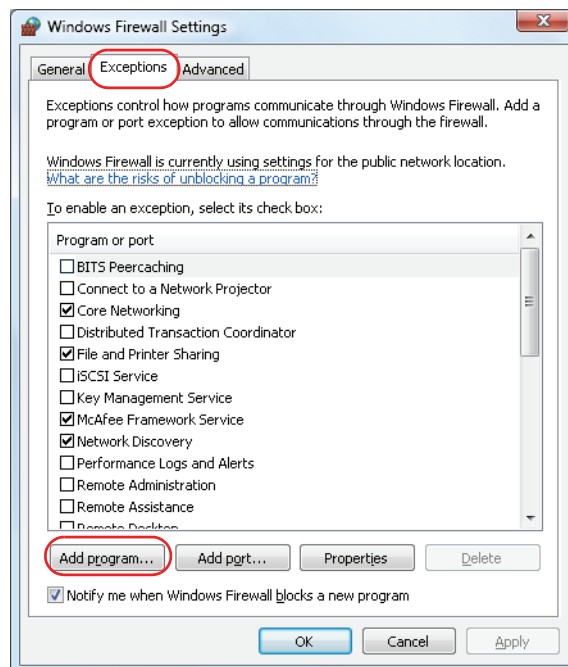 Windows Firewall Settings
General Exceptions Advanced
Exceptions control how programs communicate through Windows Firewall. Add a
program or port exception to allow communications through the firewall.
Windows Firewall is currently using settings for the public network location.
What are the risks of unblocking a program?
To enable an exception, select its check box:
Program or port
BITS Peercaching
Connect to a Network Projector
Core Networking
Distributed Transaction Coordinator
File and Printer Sharing
iSCSI Service
Key Management Service
McAfee Framework Service
Network Discovery
Performance Logs and Alerts
Remote Administration
Remote Assistance
Remote Desktop
Add program... Add port... Properties Delete
Notify me when Windows Firewall blocks a new program
OK Cancel Apply